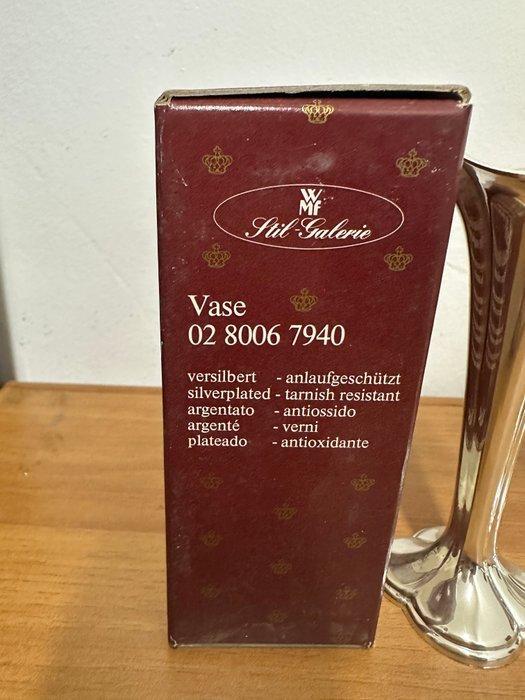 WMF
Stil-Galerie
Vase
02 8006 7940
versilbert - anlaufgeschützt
silverplated - tarnish resistant
argentato - antiossido
argenté - verni
plateado - antioxidante